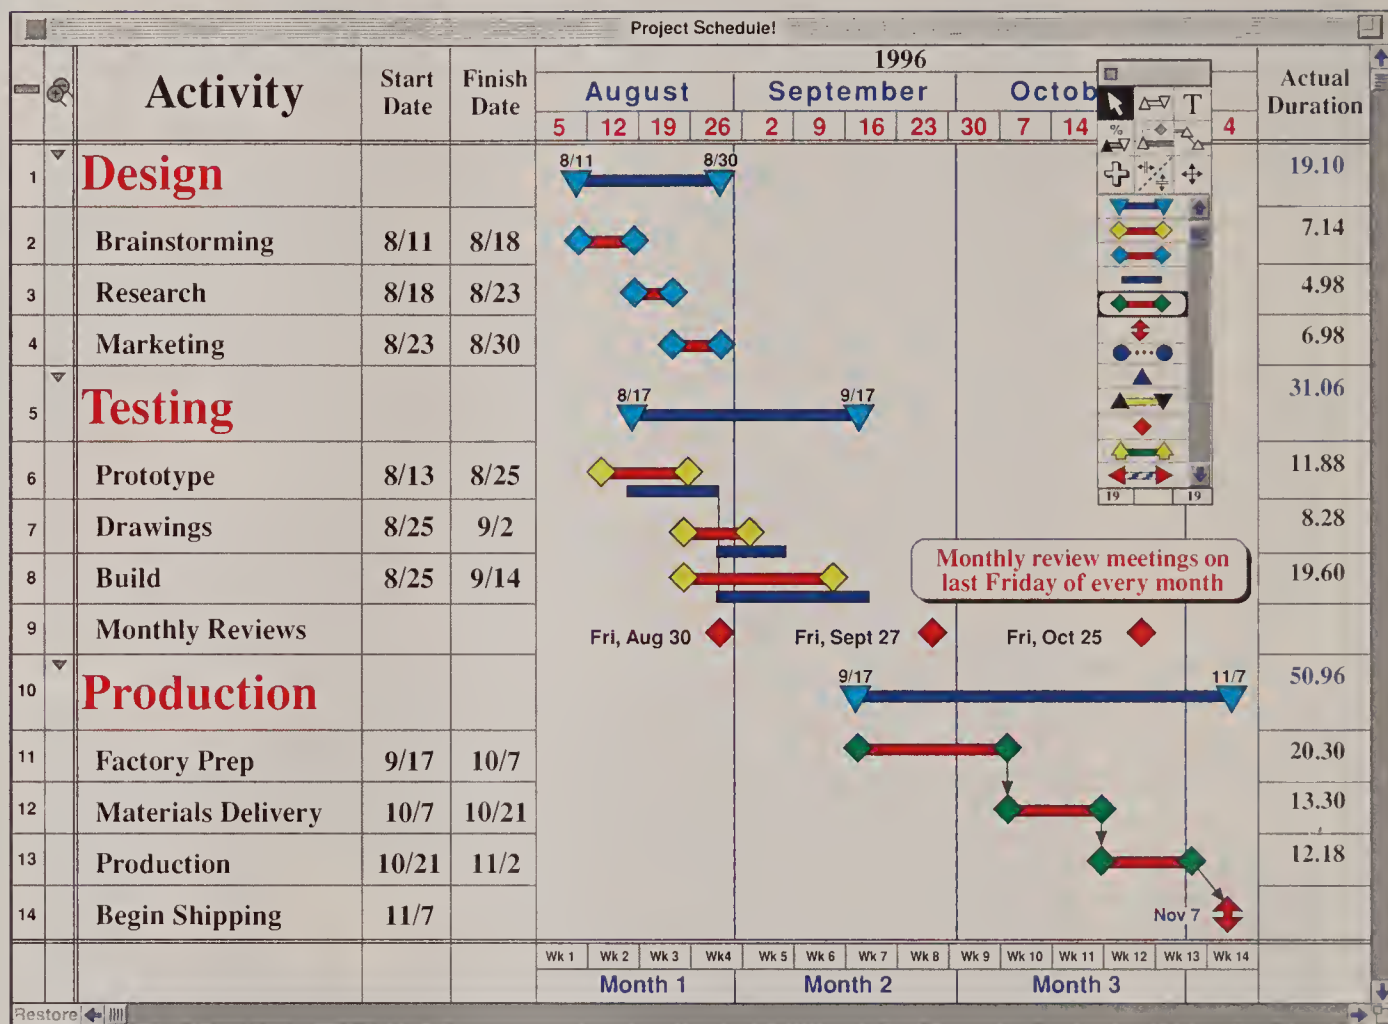 Project Schedule!
Activity
Start Date
Finish Date
1996
August September Octob
5 12 19 26 2 9 16 23 30 7 14 4
Actual Duration
T
%
1 Design 8/11 8/30 19.10
2 Brainstorming 8/11 8/18 7.14
3 Research 8/18 8/23 4.98
4 Marketing 8/23 8/30 6.98
5 Testing 8/17 9/17 31.06
6 Prototype 8/13 8/25 11.88
19 19
7 Drawings 8/25 9/2 8.28
8 Build 8/25 9/14 19.60
Monthly review meetings on
last Friday of every month
9 Monthly Reviews Fri, Aug 30 Fri, Sept 27 Fri, Oct 25
10 Production 9/17 11/7 50.96
11 Factory Prep 9/17 10/7 20.30
12 Materials Delivery 10/7 10/21 13.30
13 Production 10/21 11/2 12.18
14 Begin Shipping 11/7 Nov 7
Wk 1 Wk 2 Wk 3 Wk4 Wk 5 Wk 6 Wk 7 Wk 8 Wk 9 Wk 10 Wk 11 Wk 12 Wk 13 Wk 14
Month 1 Month 2 Month 3
Restore